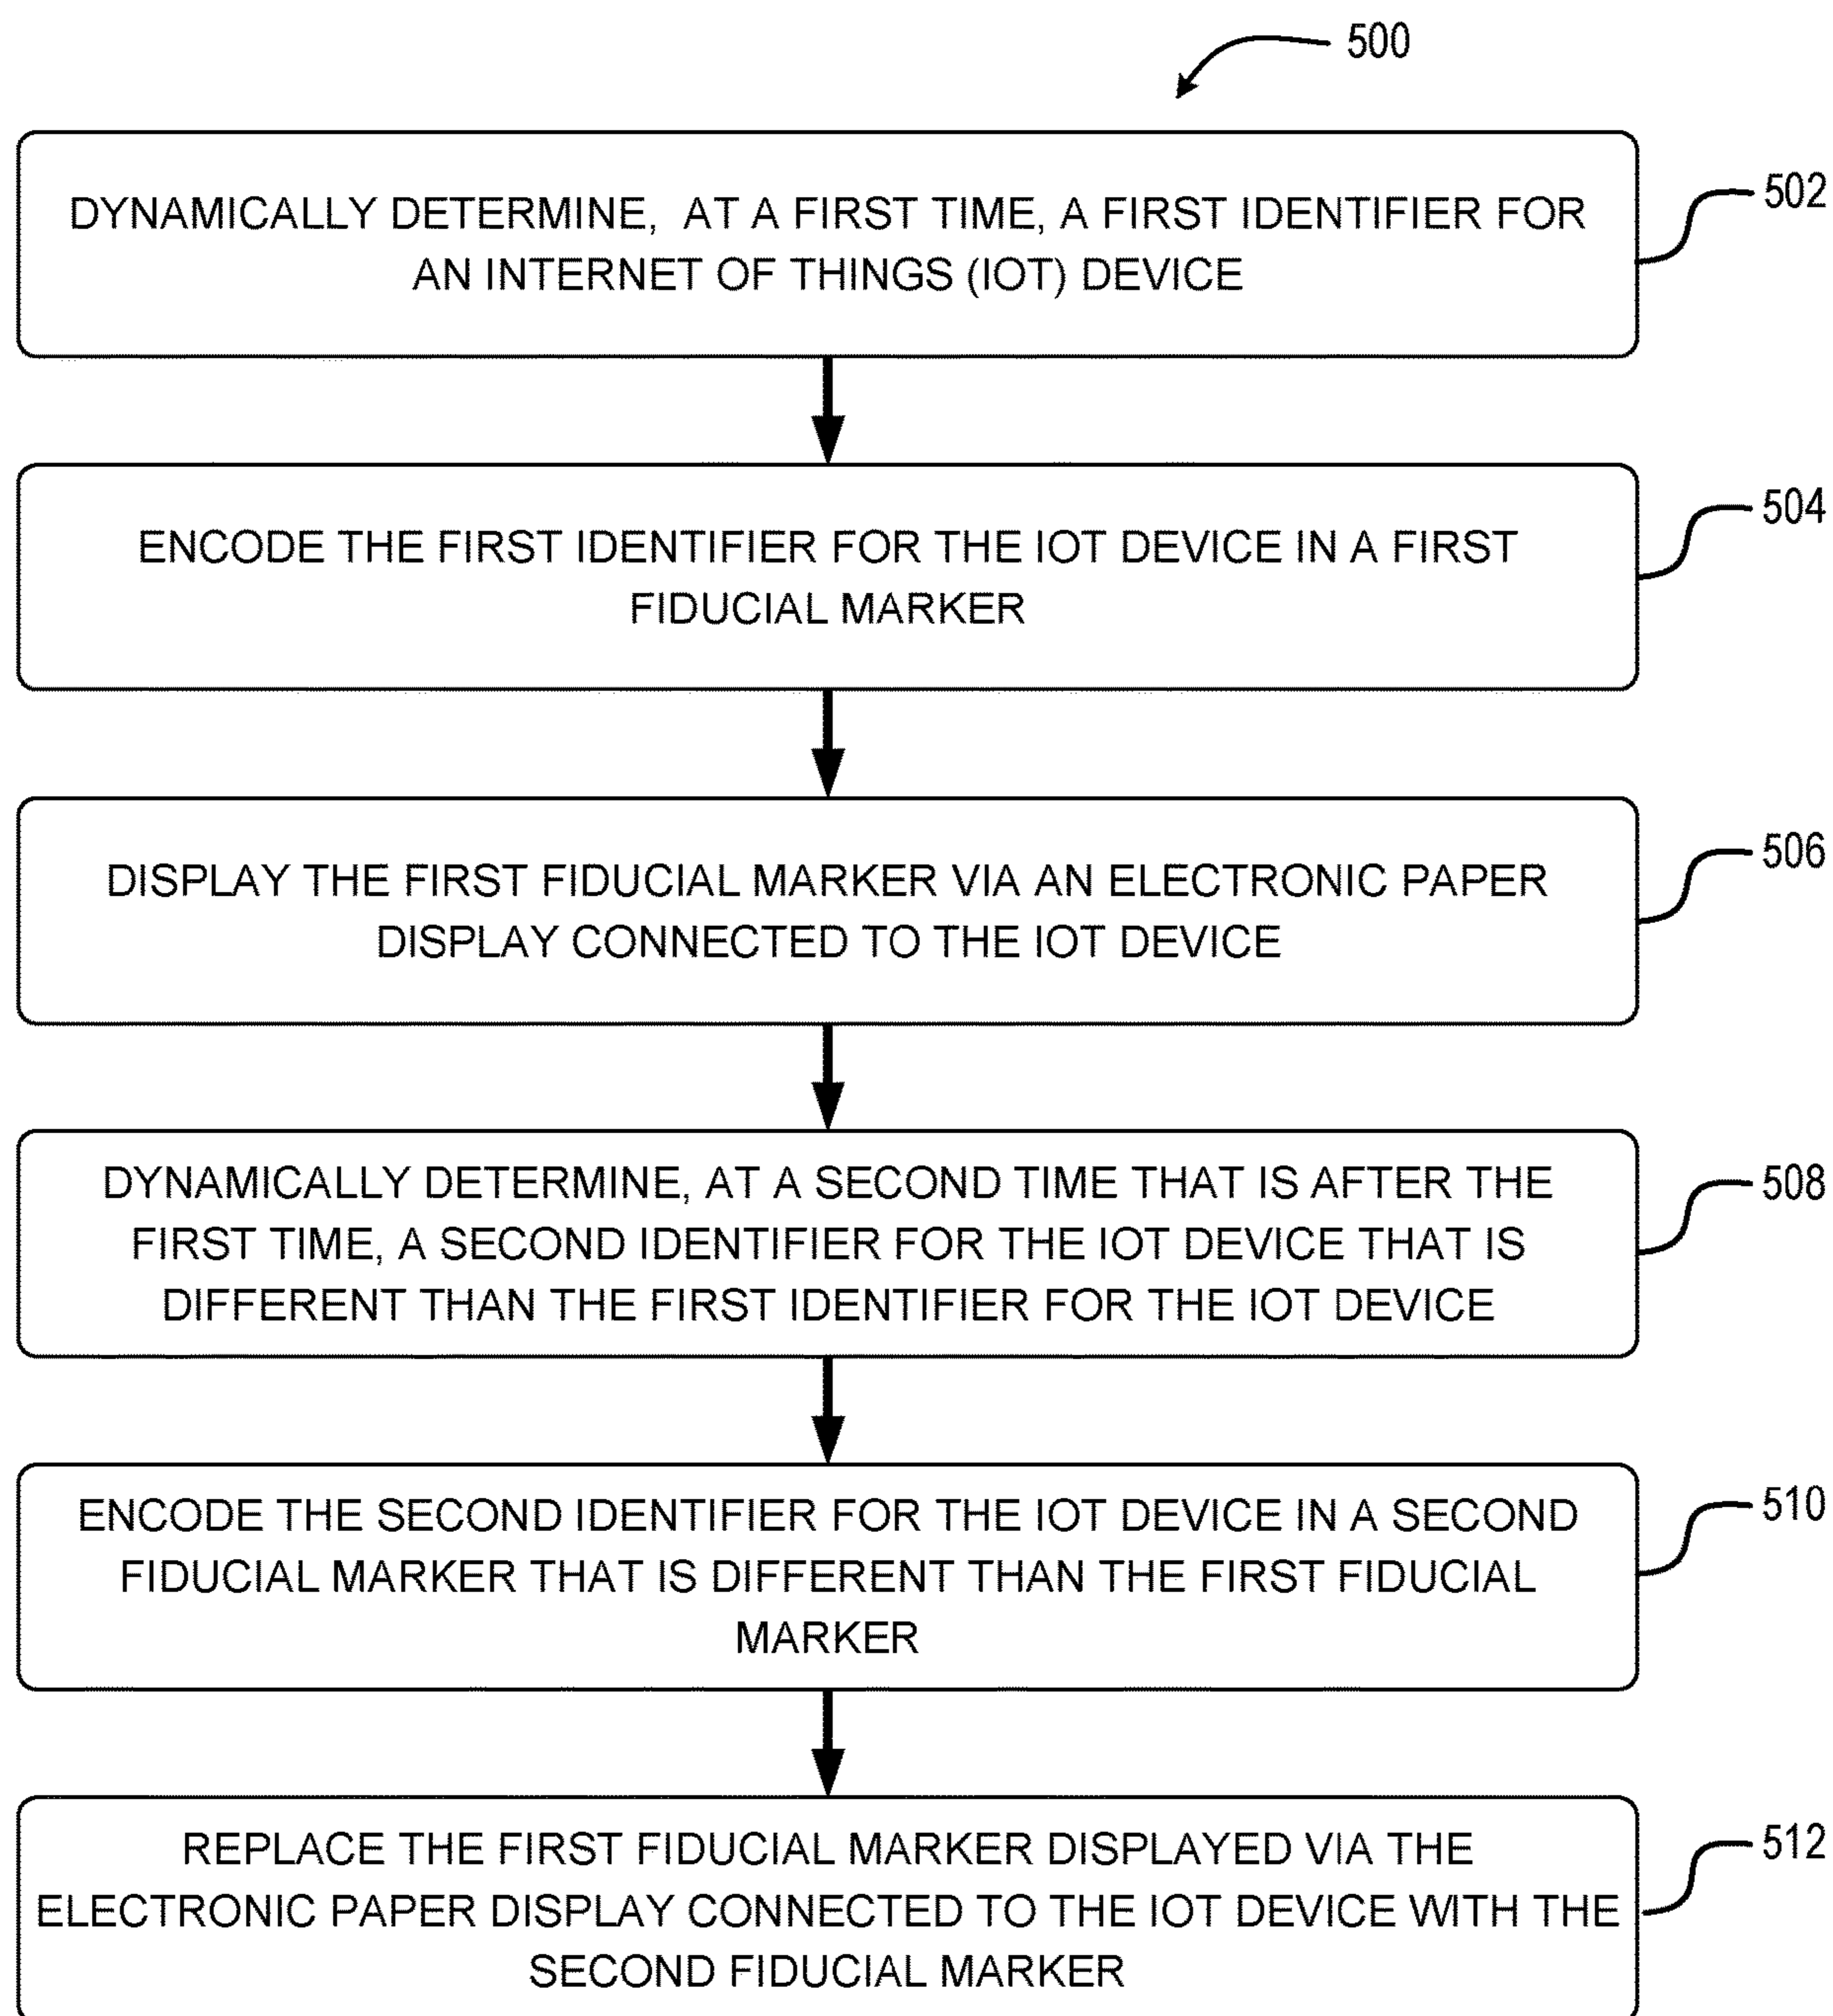 500
DYNAMICALLY DETERMINE, AT A FIRST TIME, A FIRST IDENTIFIER FOR
AN INTERNET OF THINGS (IOT) DEVICE
502
ENCODE THE FIRST IDENTIFIER FOR THE IOT DEVICE IN A FIRST
FIDUCIAL MARKER
504
DISPLAY THE FIRST FIDUCIAL MARKER VIA AN ELECTRONIC PAPER
DISPLAY CONNECTED TO THE IOT DEVICE
506
DYNAMICALLY DETERMINE, AT A SECOND TIME THAT IS AFTER THE
FIRST TIME, A SECOND IDENTIFIER FOR THE IOT DEVICE THAT IS
DIFFERENT THAN THE FIRST IDENTIFIER FOR THE IOT DEVICE
508
ENCODE THE SECOND IDENTIFIER FOR THE IOT DEVICE IN A SECOND
FIDUCIAL MARKER THAT IS DIFFERENT THAN THE FIRST FIDUCIAL
MARKER
510
REPLACE THE FIRST FIDUCIAL MARKER DISPLAYED VIA THE
ELECTRONIC PAPER DISPLAY CONNECTED TO THE IOT DEVICE WITH THE
SECOND FIDUCIAL MARKER
512